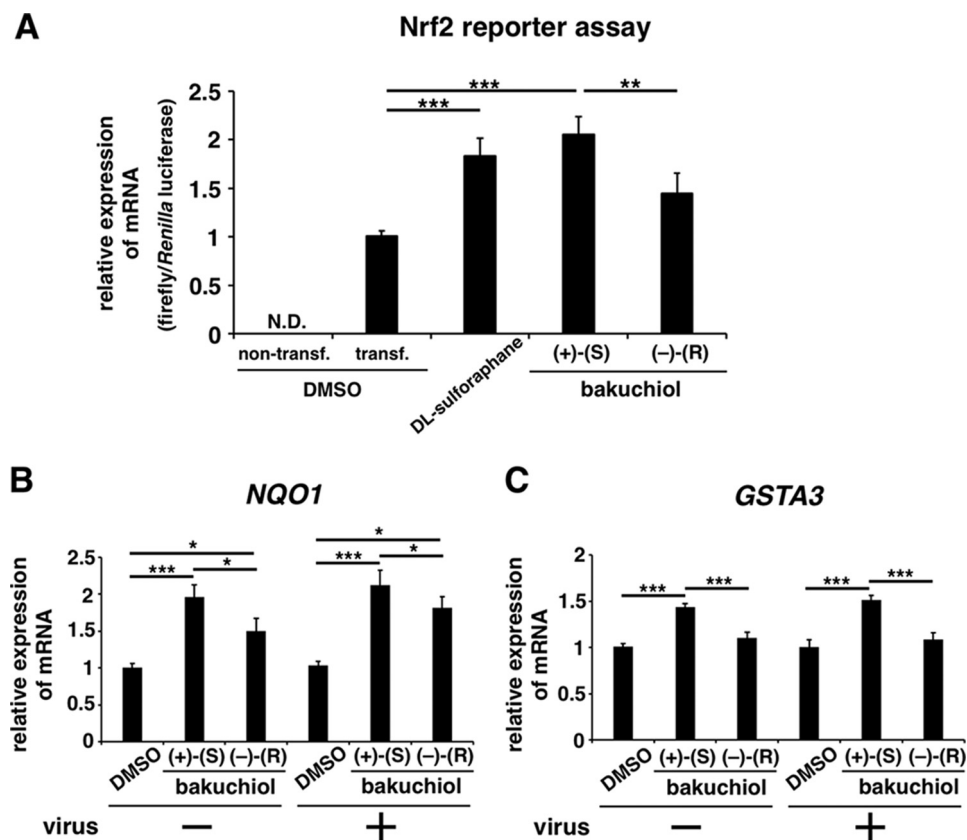 A
Nrf2 reporter assay
relative expression
of mRNA
(firefly/Renilla luciferase)
2.5
2
1.5
1
0.5
0
***
***
**
N.D.
non-transf.
transf.
DL-sulforaphane
(+)-(S)
(–)-(R)
DMSO
bakuchiol
B
NQO1
relative expression
of mRNA
2.5
2
1.5
1
0.5
0
*
***
*
*
***
*
DMSO
(+)-(S)
(–)-(R)
DMSO
(+)-(S)
(–)-(R)
bakuchiol
bakuchiol
virus
–
+
C
GSTA3
relative expression
of mRNA
2
1.5
1
0.5
0
***
***
***
***
DMSO
(+)-(S)
(–)-(R)
DMSO
(+)-(S)
(–)-(R)
bakuchiol
bakuchiol
virus
–
+